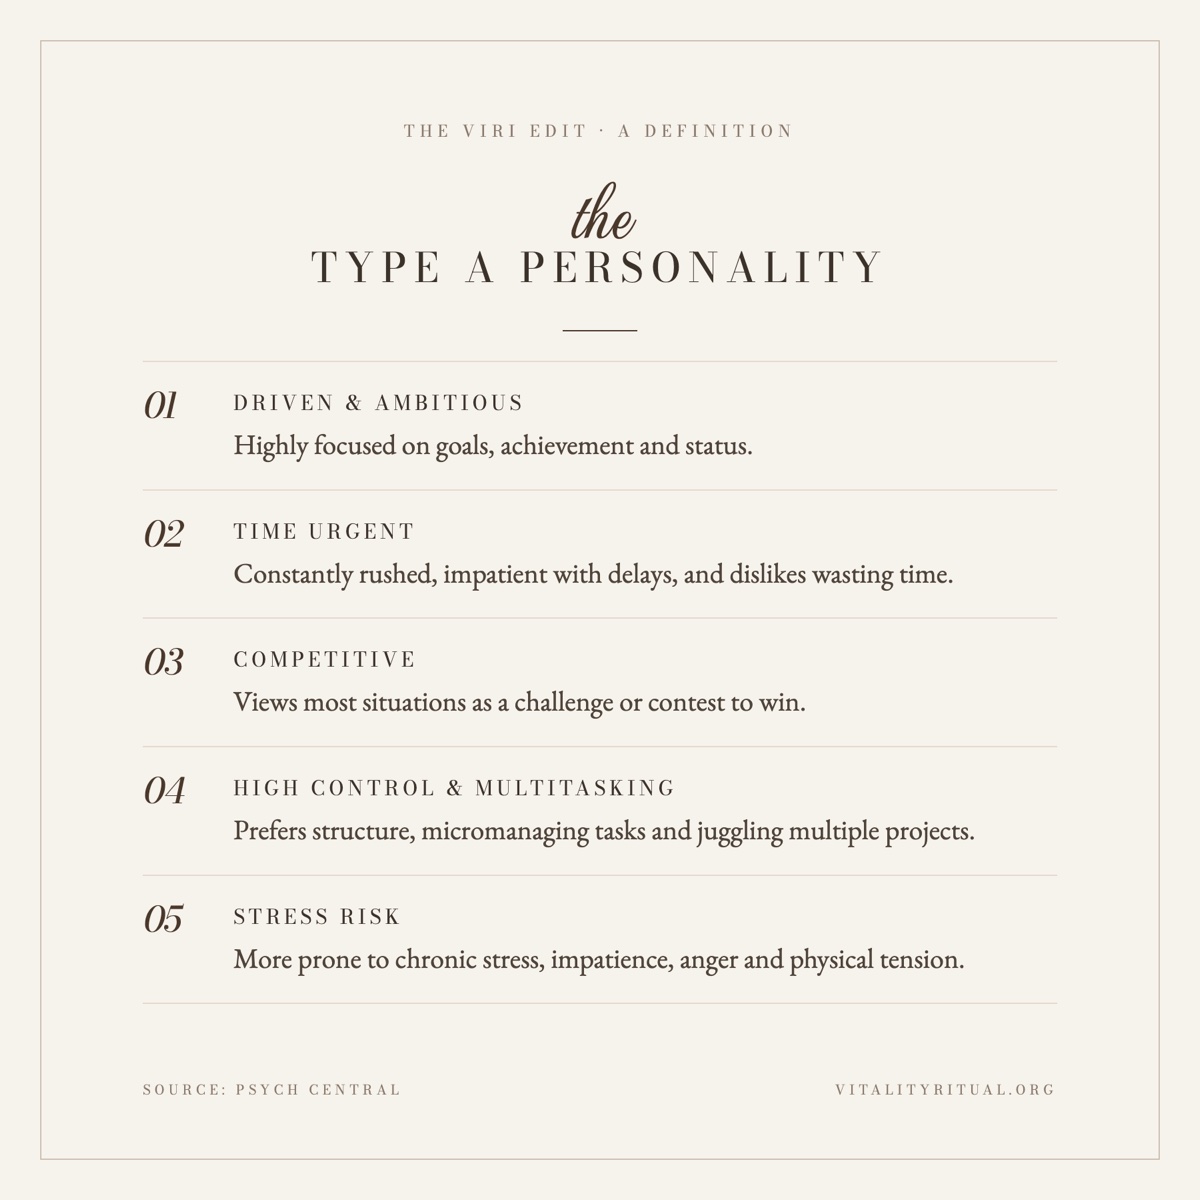 THE VIRI EDIT · A DEFINITION
the
TYPE A PERSONALITY
01
DRIVEN & AMBITIOUS
Highly focused on goals, achievement and status.
02
TIME URGENT
Constantly rushed, impatient with delays, and dislikes wasting time.
03
COMPETITIVE
Views most situations as a challenge or contest to win.
04
HIGH CONTROL & MULTITASKING
Prefers structure, micromanaging tasks and juggling multiple projects.
05
STRESS RISK
More prone to chronic stress, impatience, anger and physical tension.
SOURCE: PSYCH CENTRAL
VITALITYRITUAL.ORG